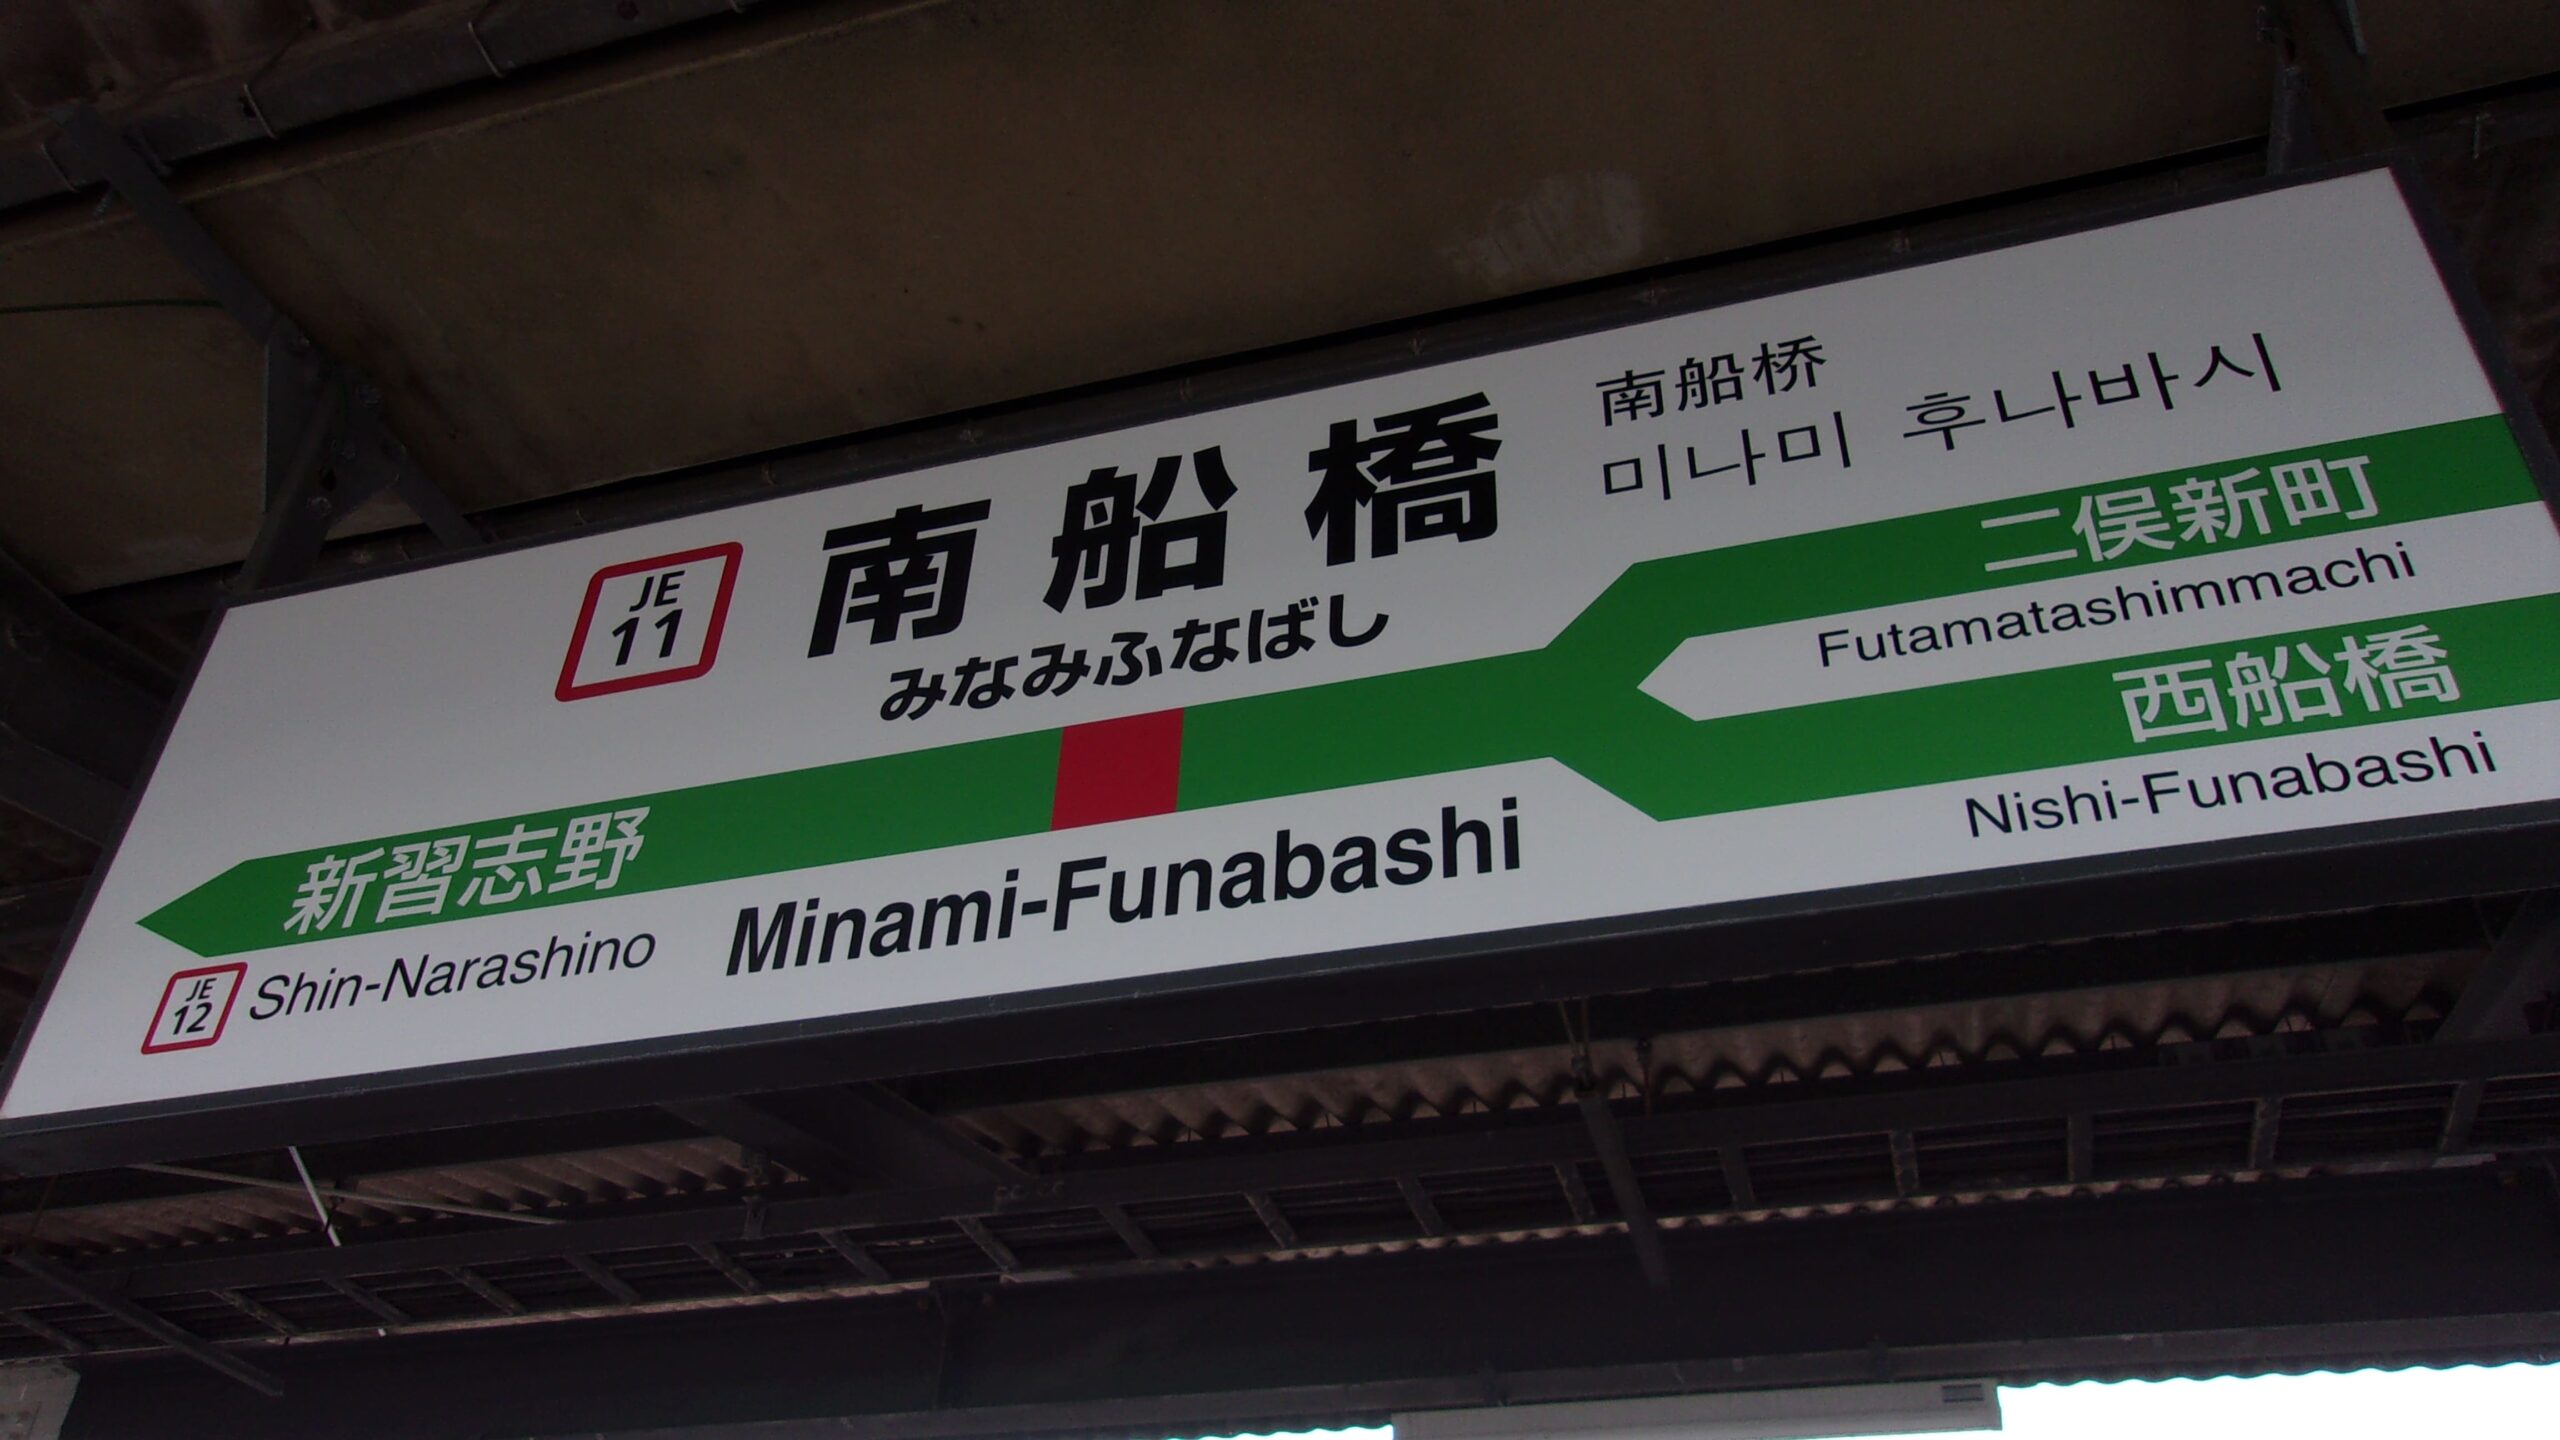 JE
11
南船橋
みなみふなばし
南船桥
미나미 후나바시
二俣新町
Futamatashimmachi
西船橋
Nishi-Funabashi
新習志野
JE
12
Shin-Narashino
Minami-Funabashi